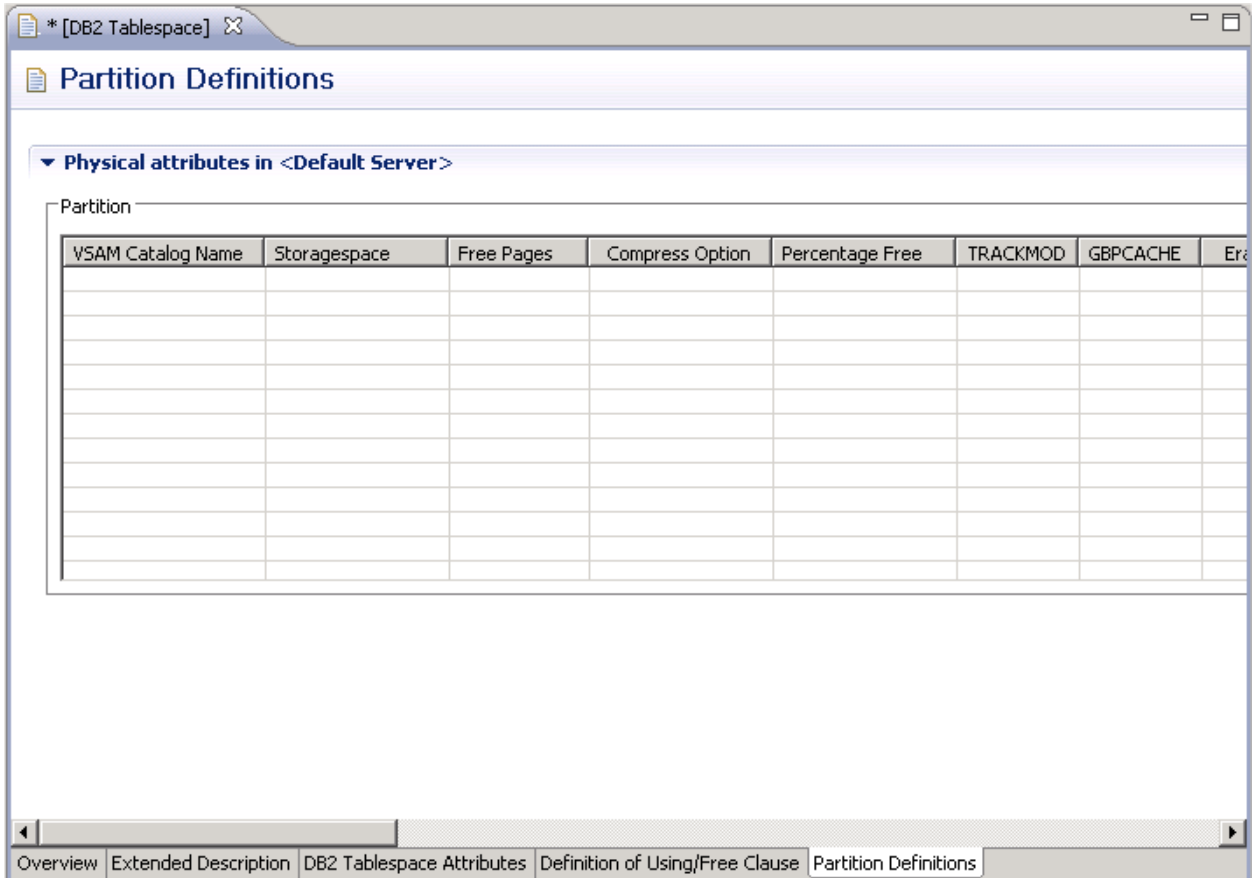 * [DB2 Tablespace]
Partition Definitions
Physical attributes in <Default Server>
Partition
VSAM Catalog Name Storagespace Free Pages Compress Option Percentage Free TRACKMOD GBPCACHE Era
Overview Extended Description DB2 Tablespace Attributes Definition of Using/Free Clause Partition Definitions